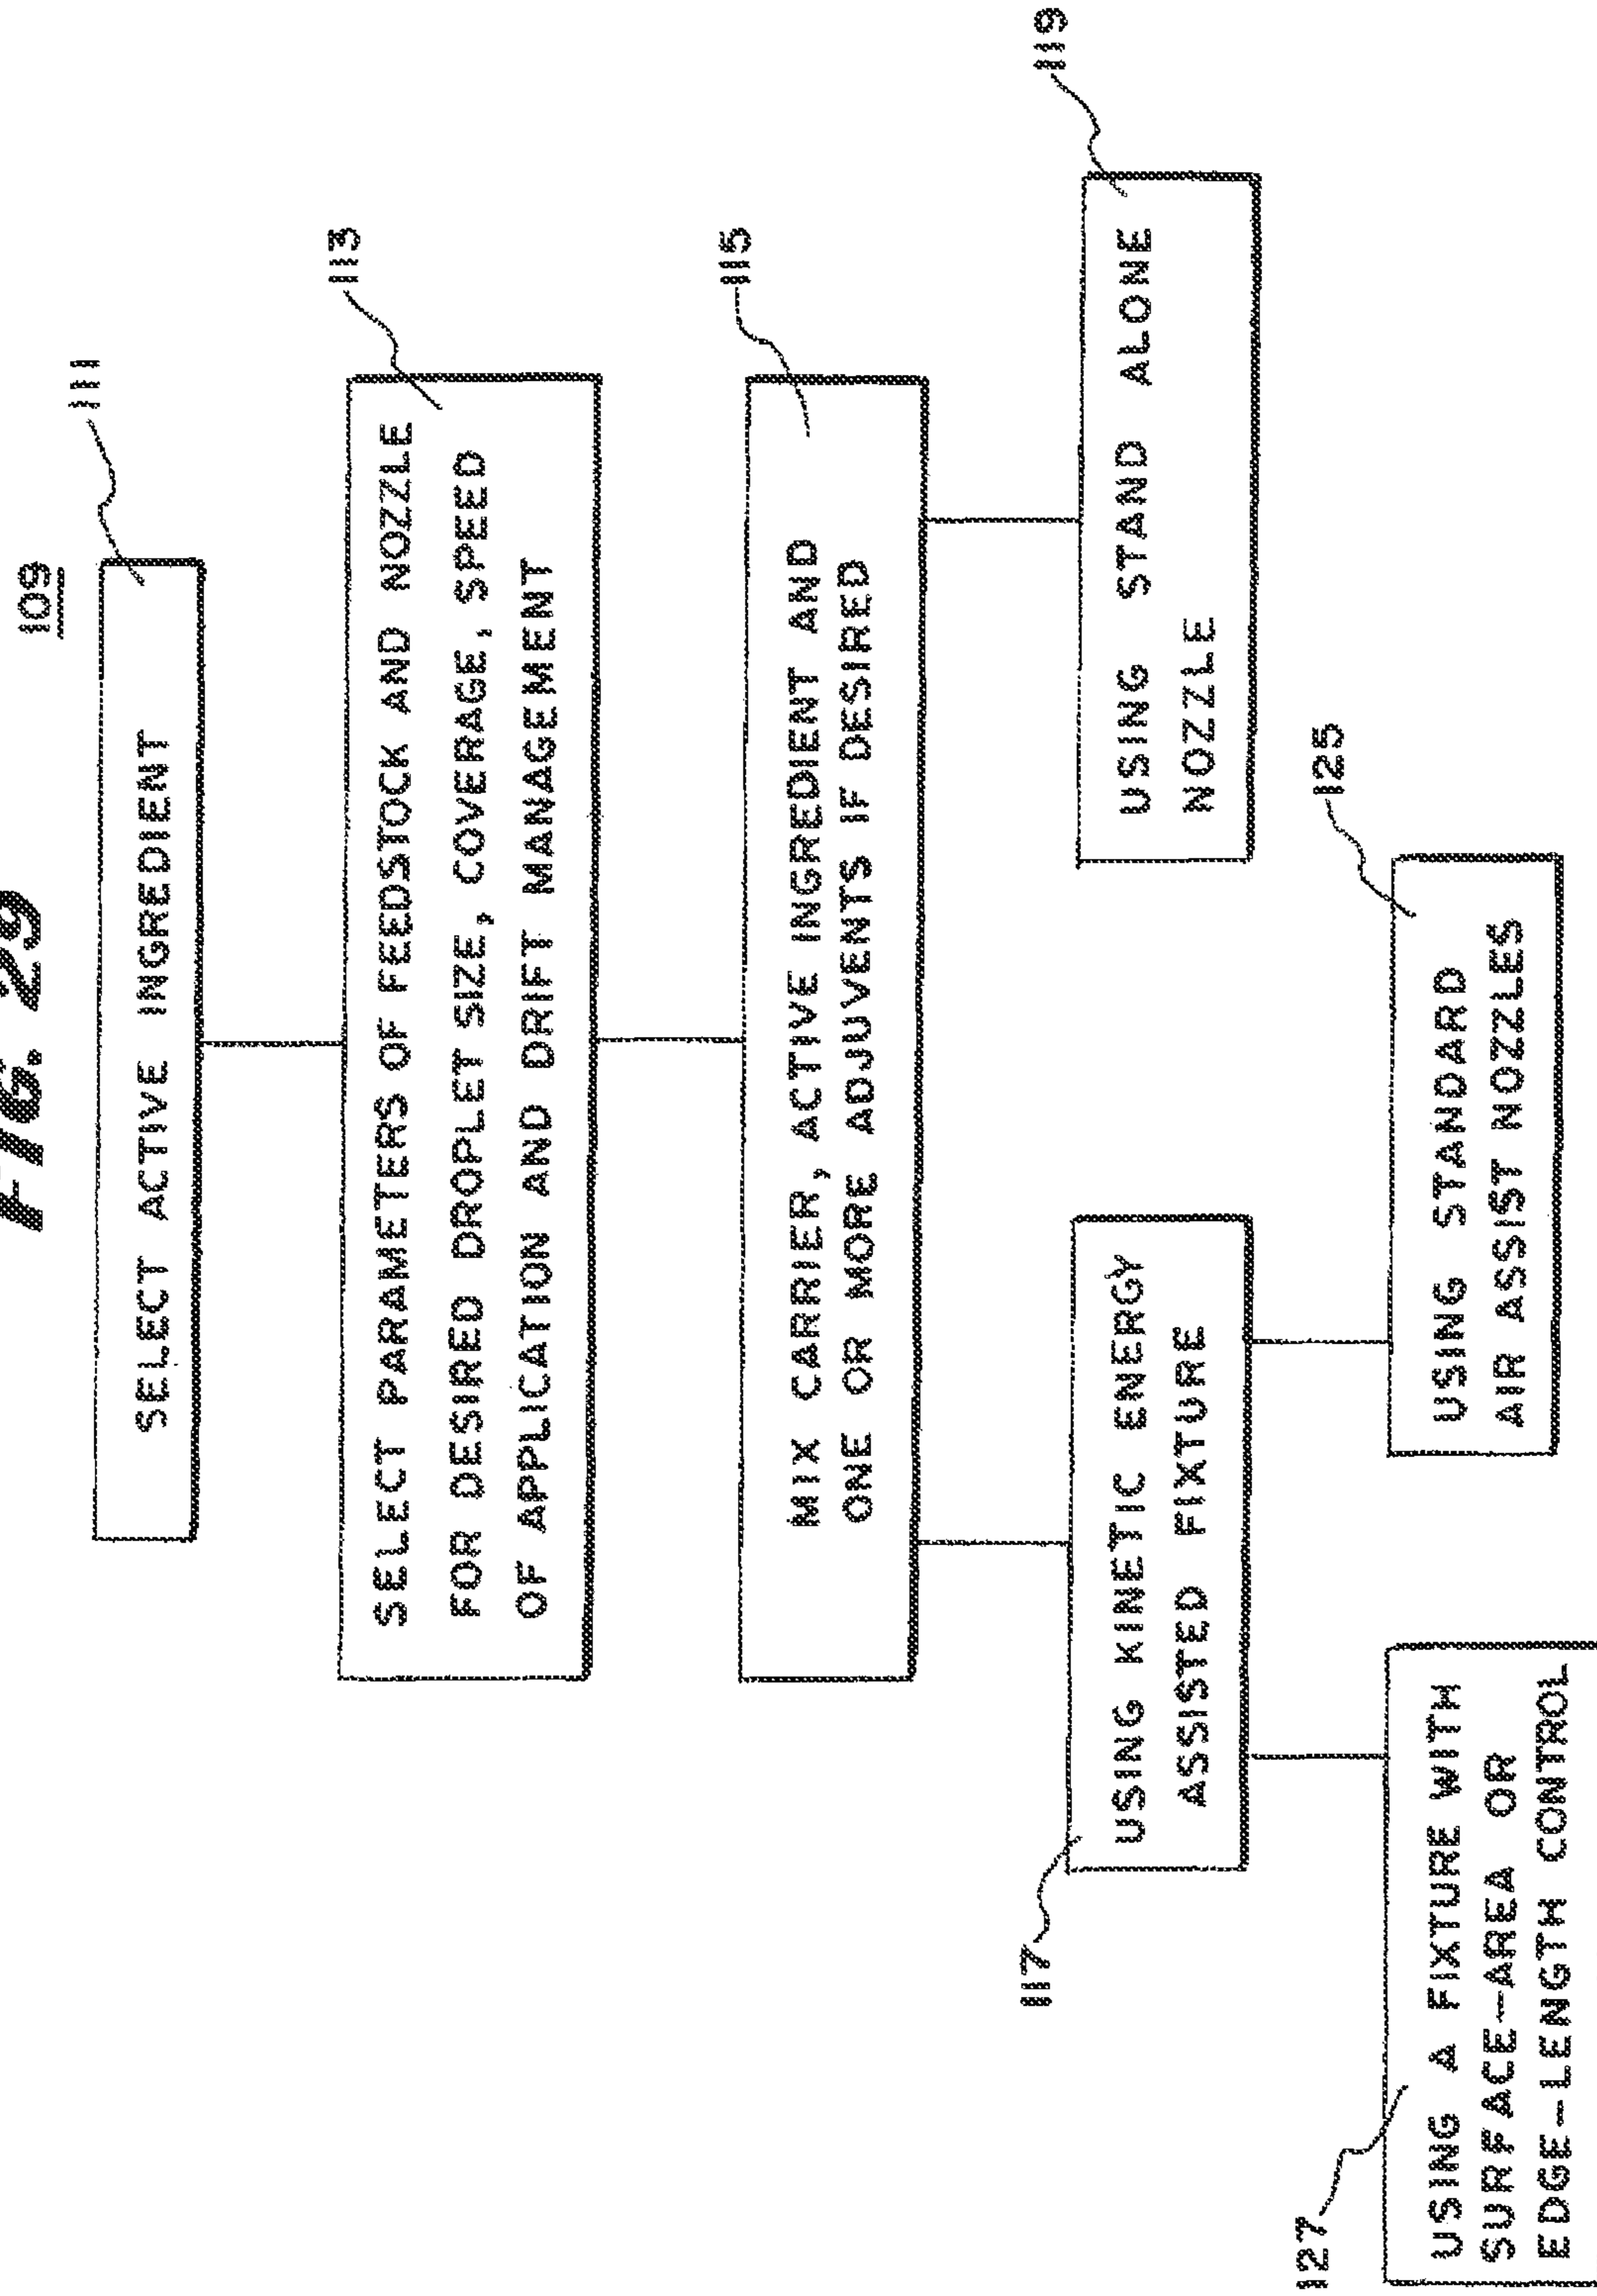 FIG. 29
109
111
SELECT ACTIVE INGREDIENT
113
SELECT PARAMETERS OF FEEDSTOCK AND NOZZLE
FOR DESIRED DROPLET SIZE, COVERAGE, SPEED
OF APPLICATION AND DRIFT MANAGEMENT
115
MIX CARRIER, ACTIVE INGREDIENT AND
ONE OR MORE ADJUVENTS IF DESIRED
117
USING KINETIC ENERGY
ASSISTED FIXTURE
119
USING STAND ALONE
NOZZLE
127
USING A FIXTURE WITH
SURFACE-AREA OR
EDGE-LENGTH CONTROL
125
USING STANDARD
AIR ASSIST NOZZLES